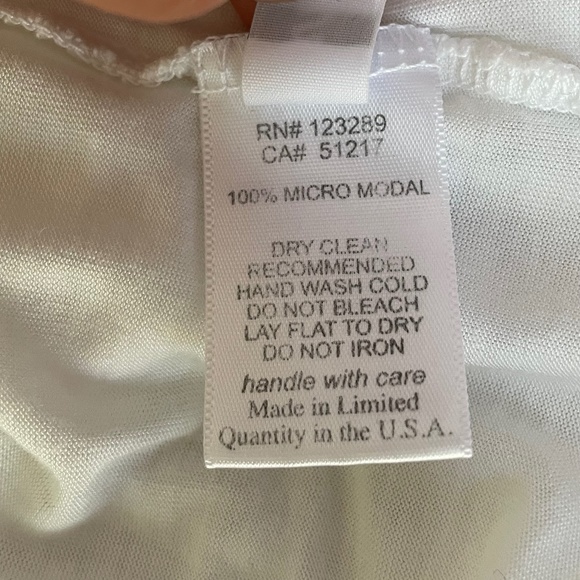 RN# 123289
CA# 51217
100% MICRO MODAL
DRY CLEAN
RECOMMENDED
HAND WASH COLD
DO NOT BLEACH
LAY FLAT TO DRY
DO NOT IRON
handle with care
Made in Limited
Quantity in the U.S.A.